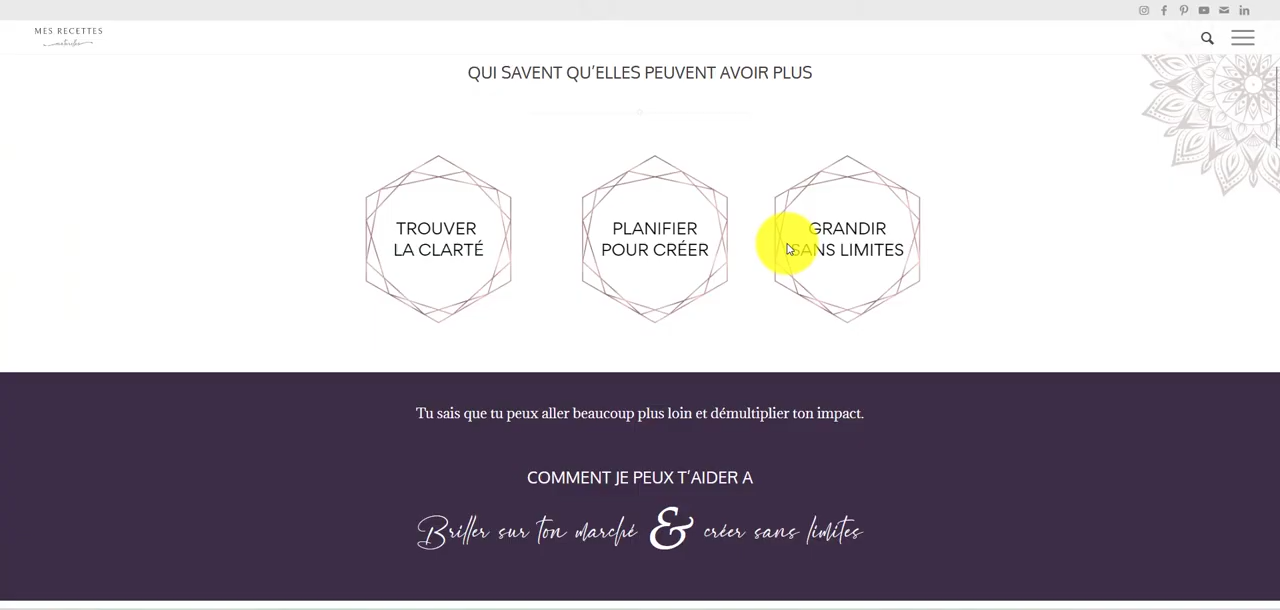 MES RECETTES
naturelles
QUI SAVENT QU'ELLES PEUVENT AVOIR PLUS
TROUVER
LA CLARTÉ
PLANIFIER
POUR CRÉER
GRANDIR
SANS LIMITES
Tu sais que tu peux aller beaucoup plus loin et démultiplier ton impact.
COMMENT JE PEUX T'AIDER A
Briller sur ton marché & créer sans limites